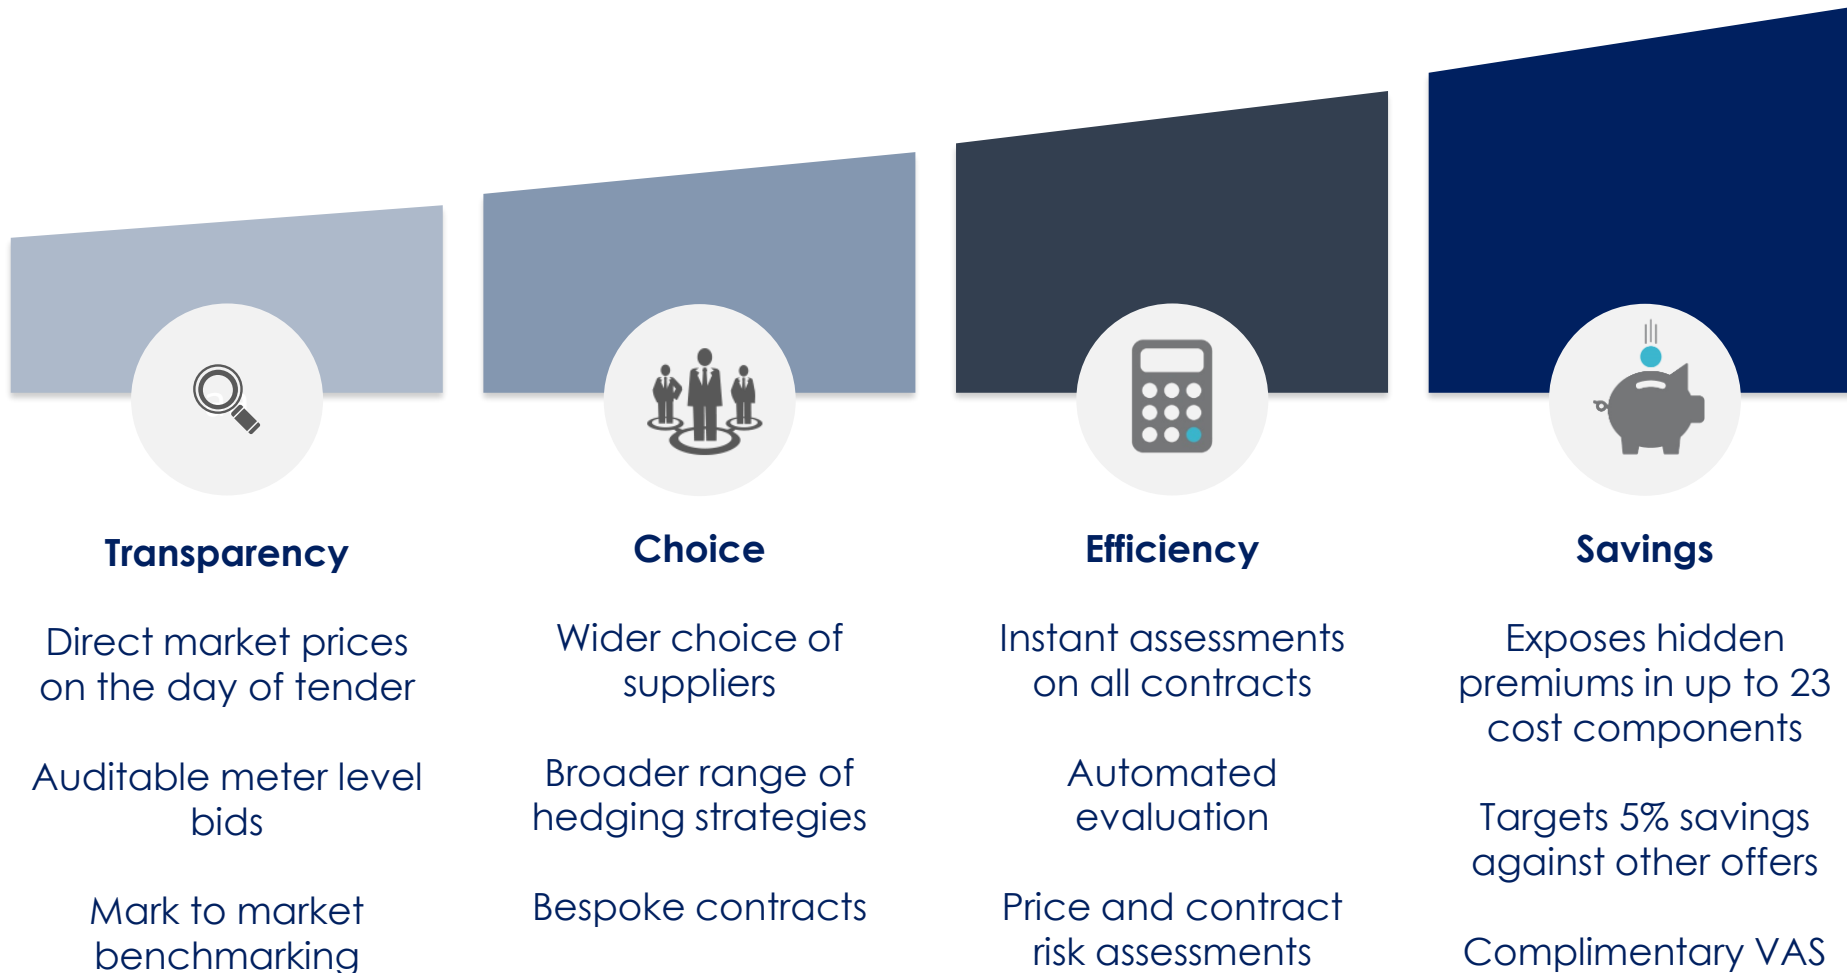 Transparency
Direct market prices
on the day of tender
Auditable meter level
bids
Mark to market
benchmarking
Choice
Wider choice of
suppliers
Broader range of
hedging strategies
Bespoke contracts
Efficiency
Instant assessments
on all contracts
Automated
evaluation
Price and contract
risk assessments
Savings
Exposes hidden
premiums in up to 23
cost components
Targets 5% savings
against other offers
Complimentary VAS